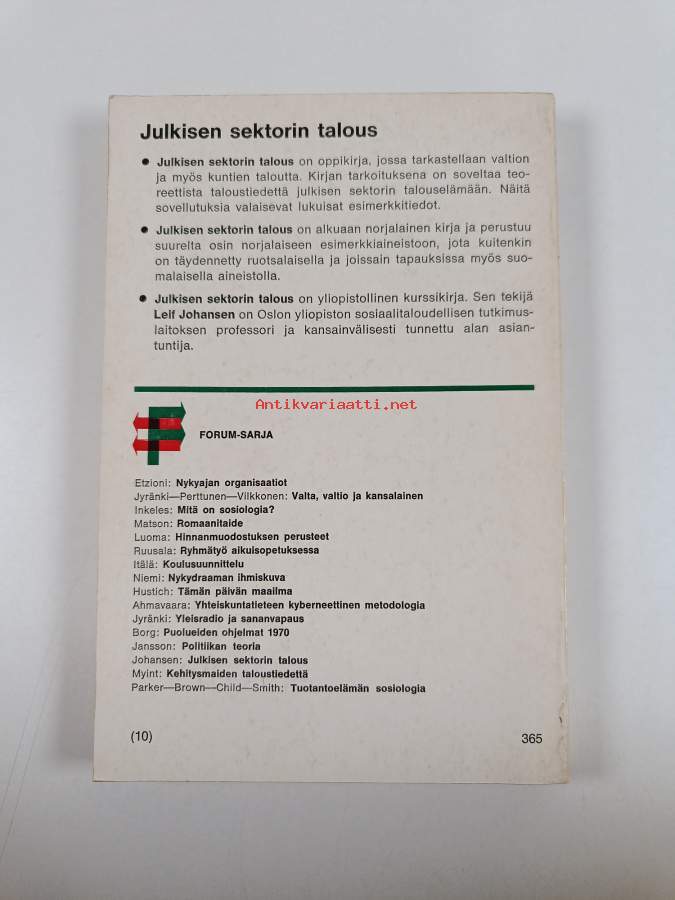 Julkisen sektorin talous
● Julkisen sektorin talous on oppikirja, jossa tarkastellaan valtion
ja myös kuntien taloutta. Kirjan tarkoituksena on soveltaa teo-
reettista taloustiedettä julkisen sektorin talouselämään. Näitä
sovellutuksia valaisevat lukuisat esimerkkitiedot.
● Julkisen sektorin talous on alkuaan norjalainen kirja ja perustuu
suurelta osin norjalaiseen esimerkkiaineistoon, jota kuitenkin
on täydennetty ruotsalaisella ja joissain tapauksissa myös suo-
malaisella aineistolla.
● Julkisen sektorin talous on yliopistollinen kurssikirja. Sen tekijä
Leif Johansen on Oslon yliopiston sosiaalitaloudellisen tutkimus-
laitoksen professori ja kansainvälisesti tunnettu alan asian-
tuntija.
Antikvariaatti.net
FORUM-SARJA
Etzioni: Nykyajan organisaatiot
Jyränki—Perttunen—Vilkkonen: Valta, valtio ja kansalainen
Inkeles: Mitä on sosiologia?
Matson: Romaanitaide
Luoma: Hinnanmuodostuksen perusteet
Ruusala: Ryhmätyö aikuisopetuksessa
Itälä: Koulusuunnittelu
Niemi: Nykydraaman ihmiskuva
Hustich: Tämän päivän maailma
Ahmavaara: Yhteiskuntatieteen kyberneettinen metodologia
Jyränki: Yleisradio ja sananvapaus
Borg: Puolueiden ohjelmat 1970
Jansson: Politiikan teoria
Johansen: Julkisen sektorin talous
Myint: Kehitysmaiden taloustiedettä
Parker—Brown—Child—Smith: Tuotantoelämän sosiologia
(10) 365